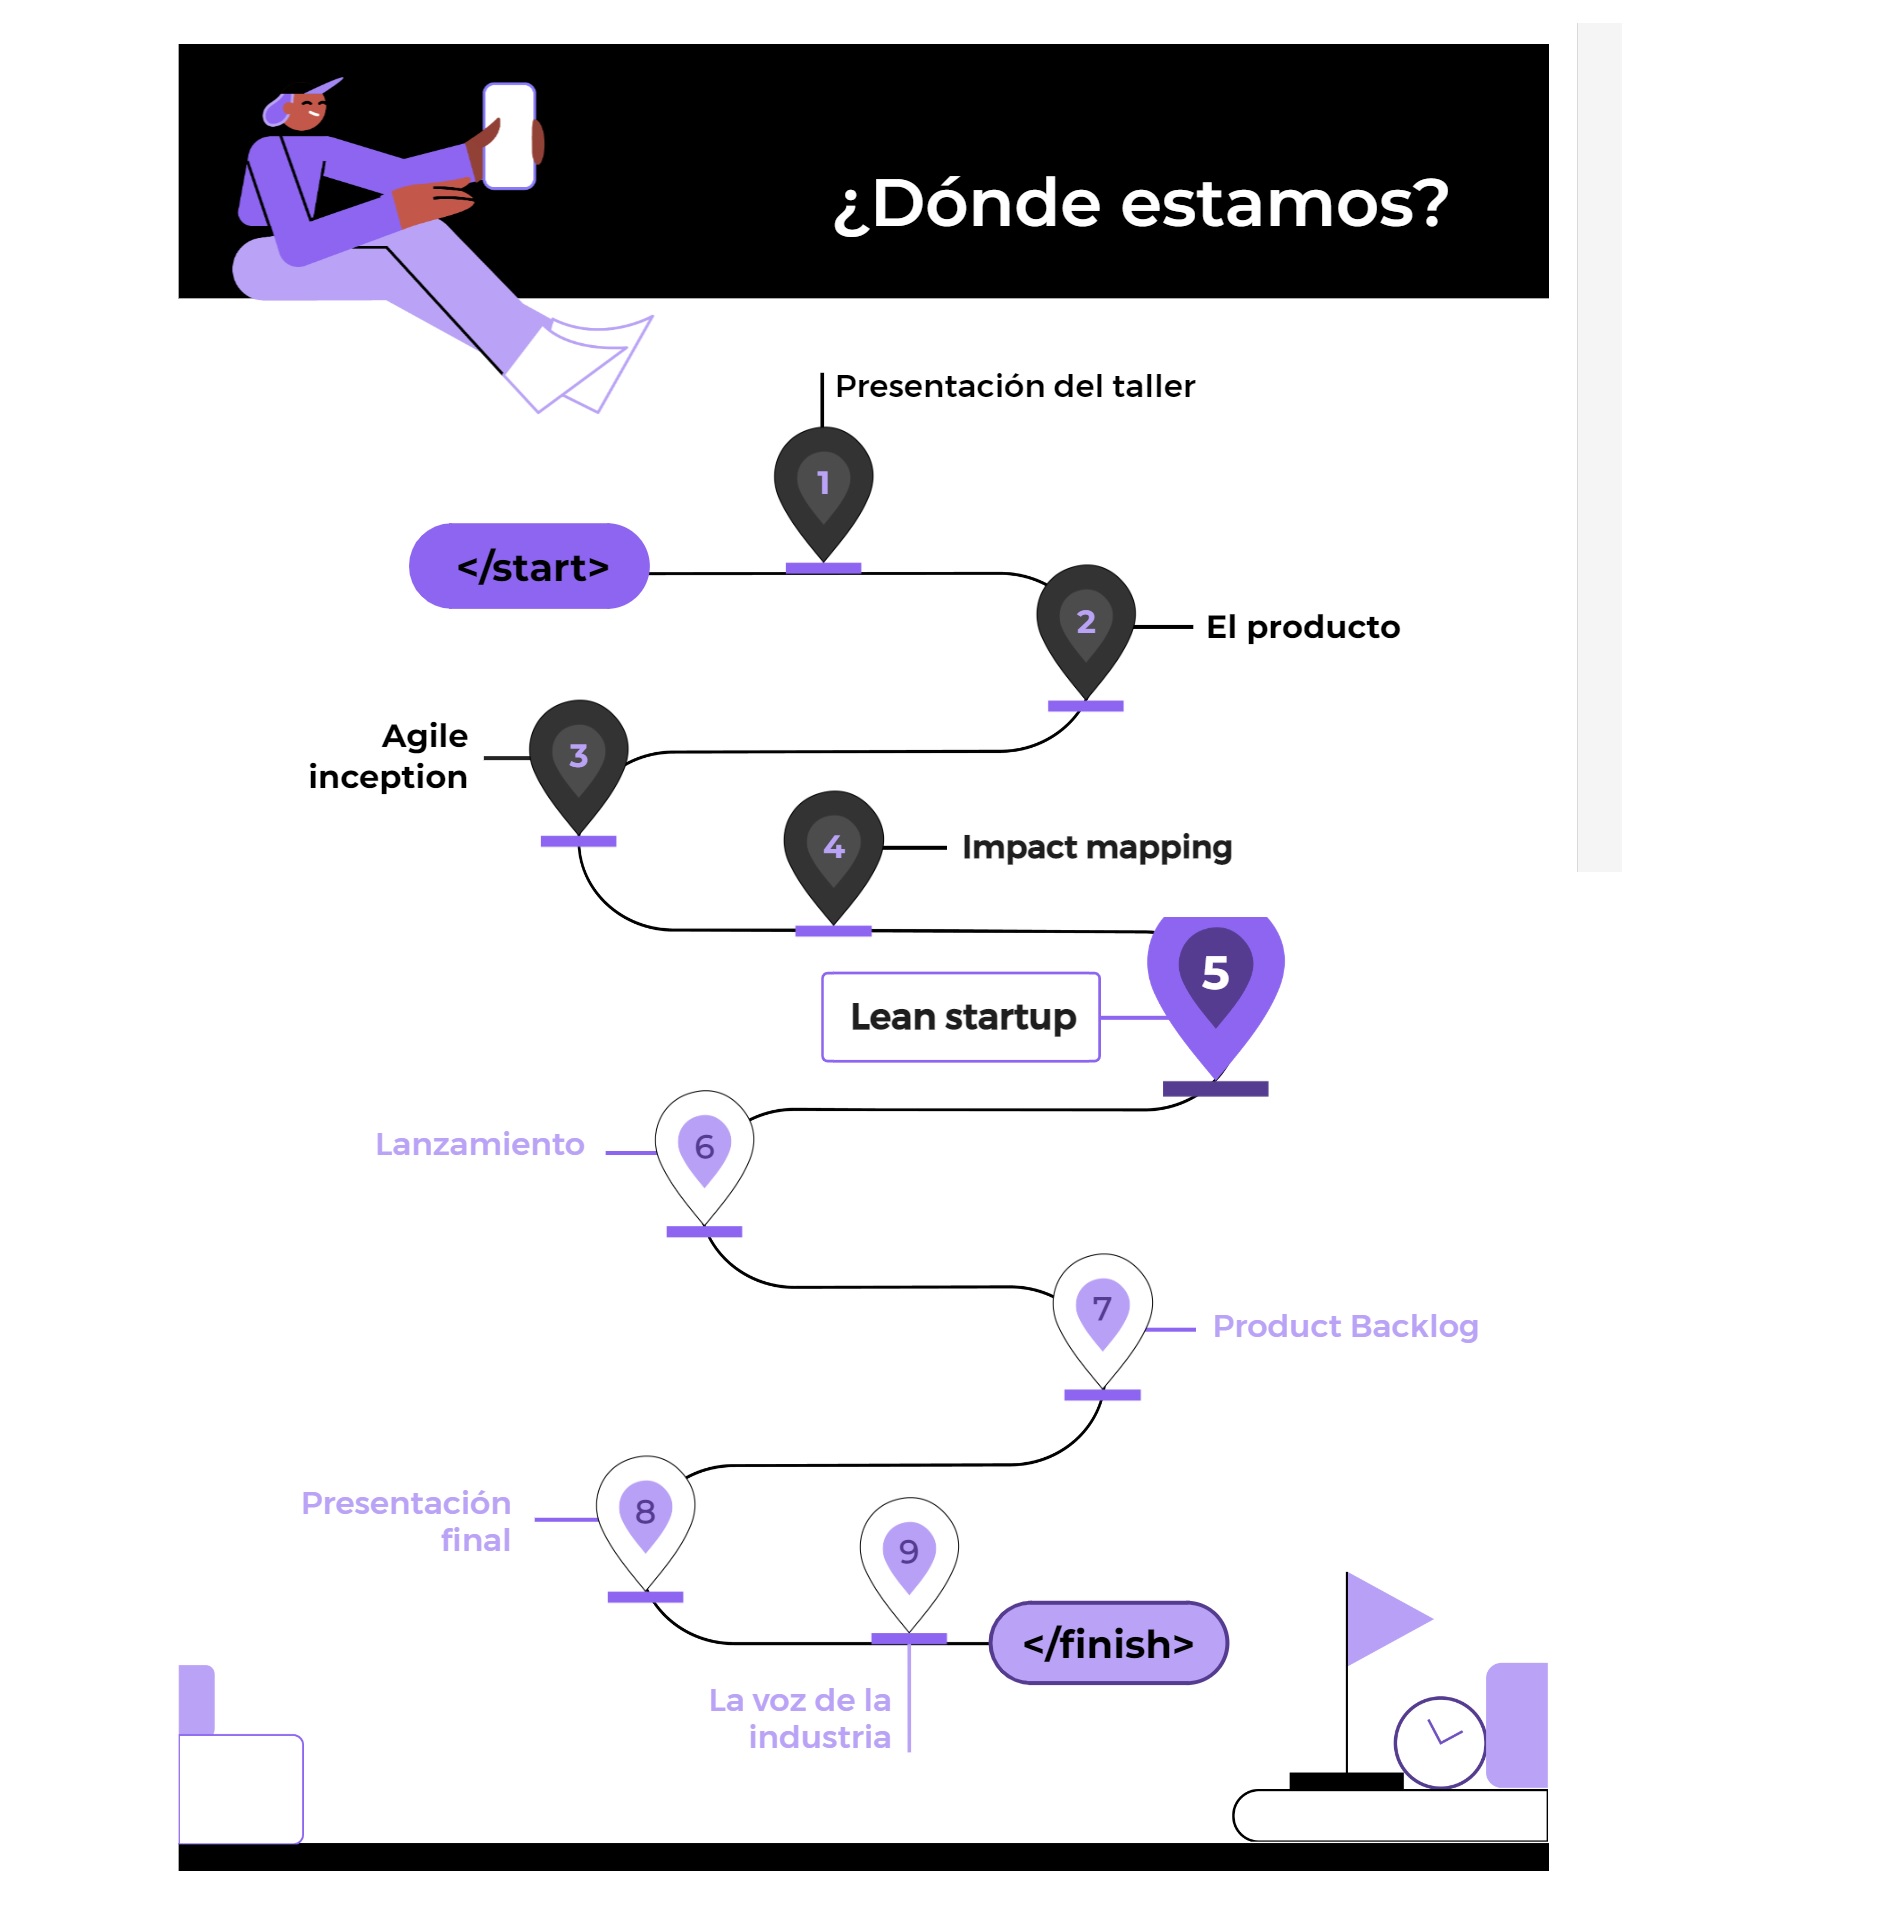 ¿Dónde estamos?
Presentación del taller
1
</start>
2
El producto
Agile
inception
3
4
Impact mapping
5
Lean startup
Lanzamiento
6
7
Product Backlog
Presentación
final
8
9
</finish>
La voz de la
industria